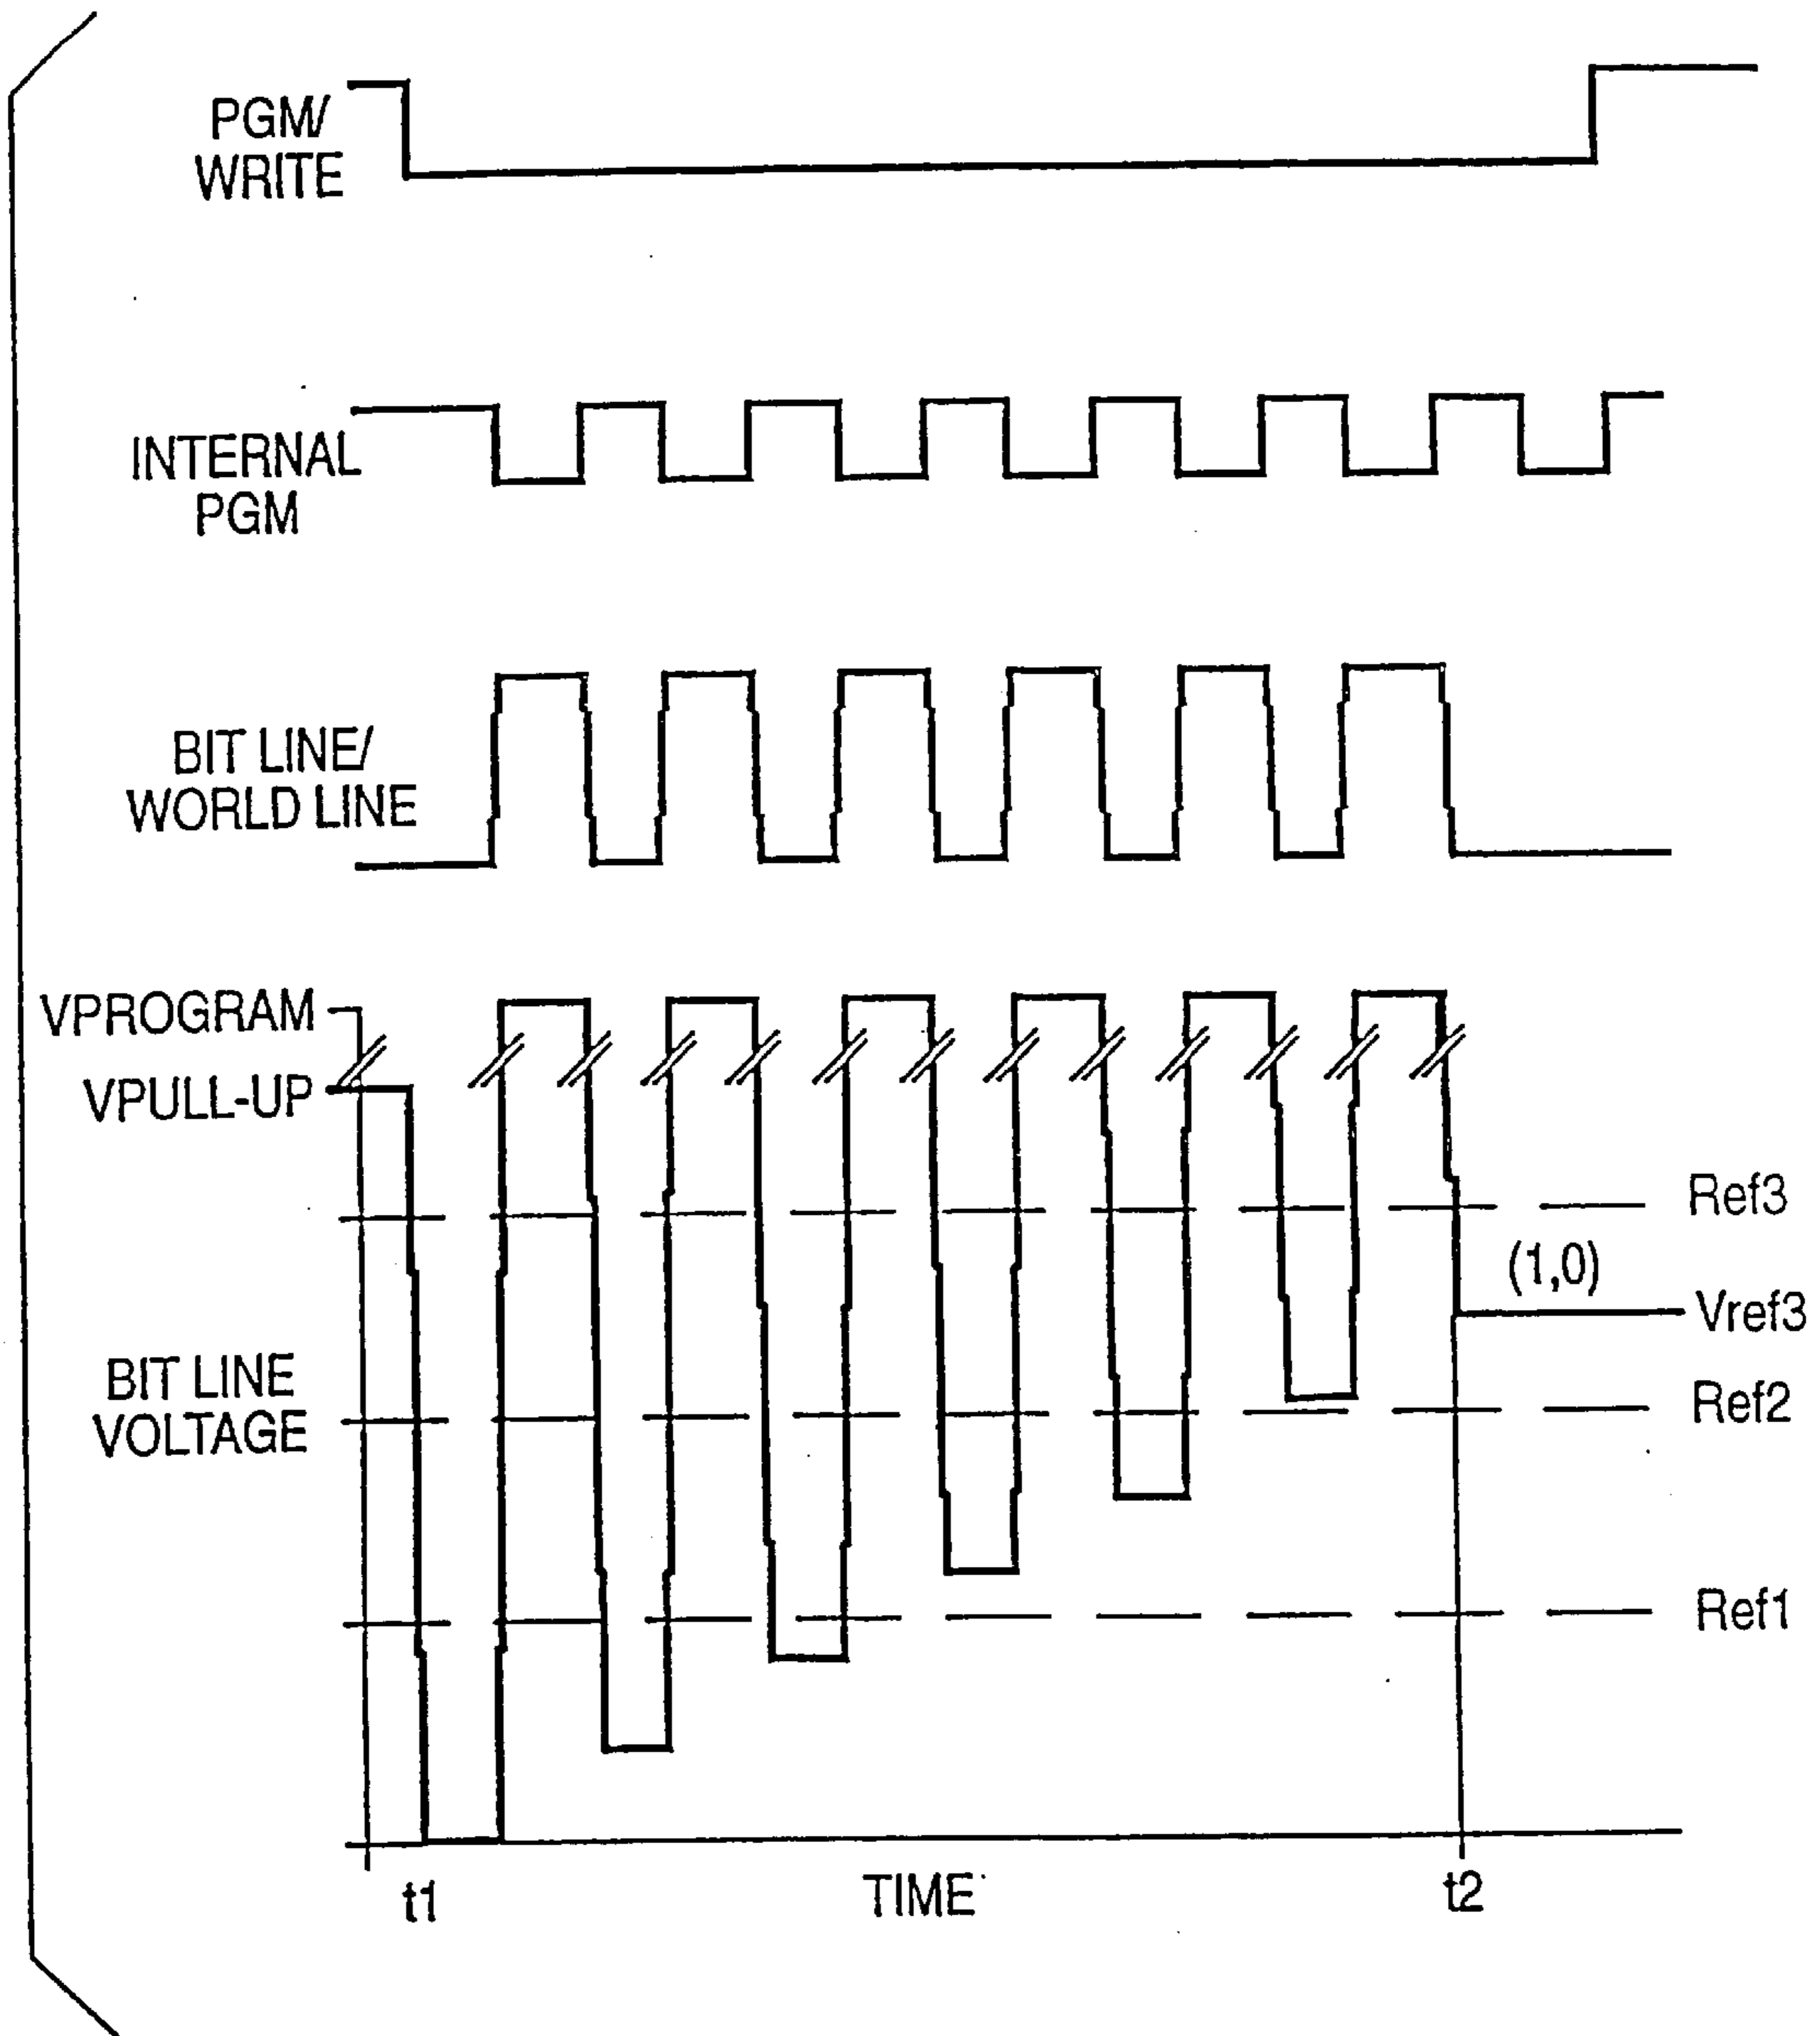 PGM/
WRITE
INTERNAL
PGM
BIT LINE/
WORLD LINE
VPROGRAM
VPULL-UP
Ref3
(1,0)
Vref3
BIT LINE
VOLTAGE
Ref2
Ref1
t1
TIME
t2